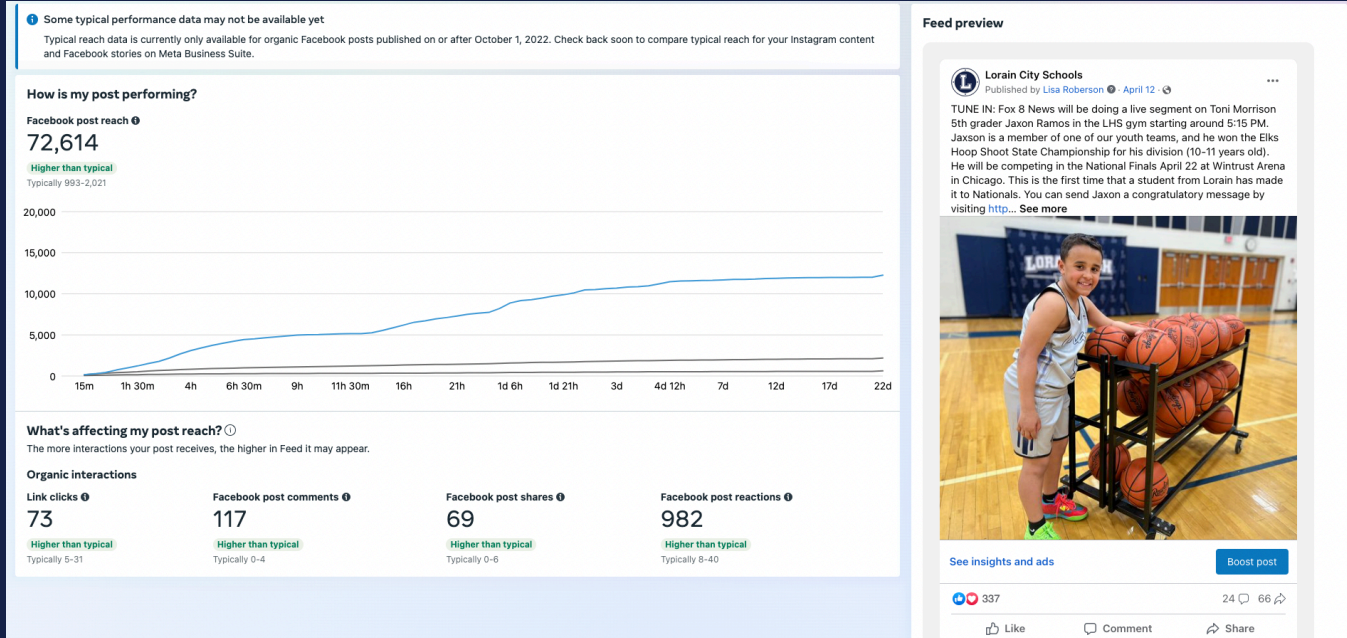 Some typical performance data may not be available yet
Typical reach data is currently only available for organic Facebook posts published on or after October 1, 2022. Check back soon to compare typical reach for your Instagram content
and Facebook stories on Meta Business Suite.
How is my post performing?
Facebook post reach
72,614
Higher than typical
Typically 993-2,021
20,000
15,000
10,000
5,000
0
15m 1h 30m 4h 6h 30m 9h 11h 30m 16h 21h 1d 6h 1d 21h 3d 4d 12h 7d 12d 17d 22d
What's affecting my post reach?
The more interactions your post receives, the higher in Feed it may appear.
Organic interactions
Link clicks Facebook post comments Facebook post shares Facebook post reactions
73 117 69 982
Higher than typical Higher than typical Higher than typical Higher than typical
Typically 5-31 Typically 0-4 Typically 0-6 Typically 8-40
Feed preview
L
Lorain City Schools
Published by Lisa Roberson · April 12 ·
TUNE IN: Fox 8 News will be doing a live segment on Toni Morrison
5th grader Jaxon Ramos in the LHS gym starting around 5:15 PM.
Jaxson is a member of one of our youth teams, and he won the Elks
Hoop Shoot State Championship for his division (10-11 years old).
He will be competing in the National Finals April 22 at Wintrust Arena
in Chicago. This is the first time that a student from Lorain has made
it to Nationals. You can send Jaxon a congratulatory message by
visiting http... See more
See insights and ads
Boost post
337 24 66
Like Comment Share